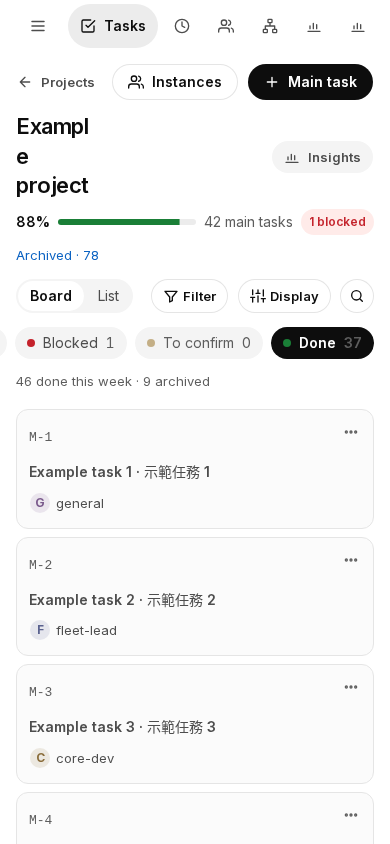 Tasks
Projects
Instances
Main task
Exampl
e
project
Insights
88%
42 main tasks
1 blocked
Archived · 78
Board
List
Filter
Display
Blocked 1
To confirm 0
Done 37
46 done this week · 9 archived
M-1
Example task 1 · 示範任務 1
G general
M-2
Example task 2 · 示範任務 2
F fleet-lead
M-3
Example task 3 · 示範任務 3
C core-dev
M-4